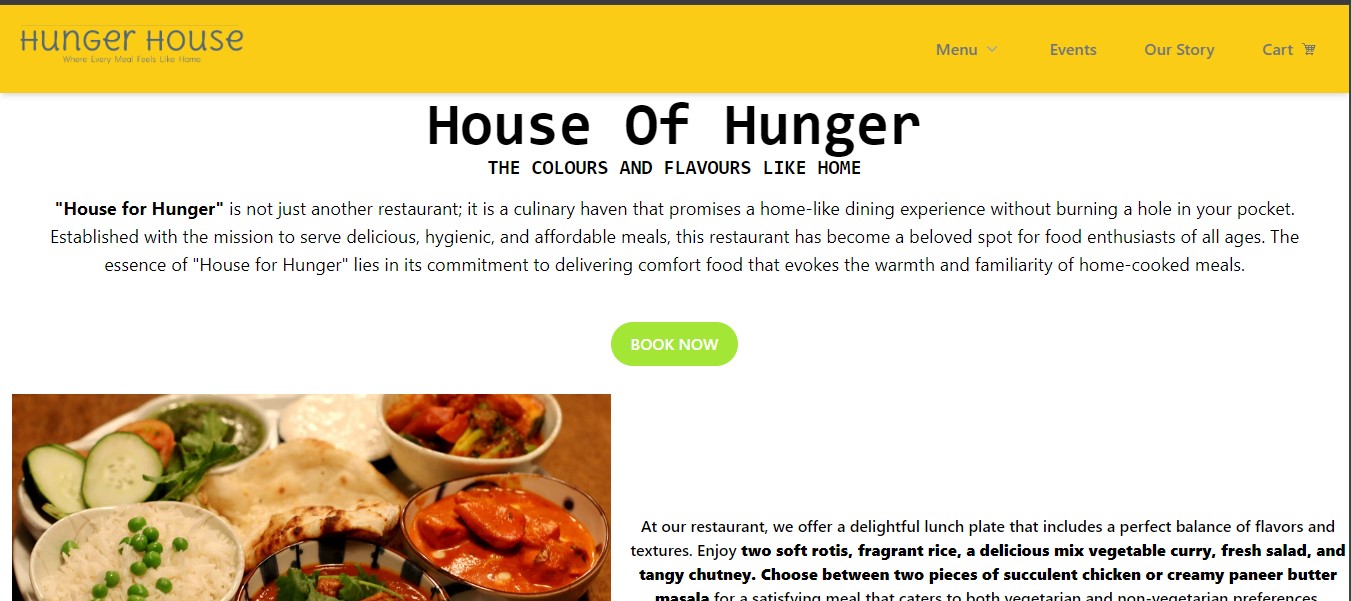 Hunger House
Where Every Meal Feels Like Home
Menu
Events
Our Story
Cart
House Of Hunger
THE COLOURS AND FLAVOURS LIKE HOME
"House for Hunger" is not just another restaurant; it is a culinary haven that promises a home-like dining experience without burning a hole in your pocket.
Established with the mission to serve delicious, hygienic, and affordable meals, this restaurant has become a beloved spot for food enthusiasts of all ages. The
essence of "House for Hunger" lies in its commitment to delivering comfort food that evokes the warmth and familiarity of home-cooked meals.
BOOK NOW
At our restaurant, we offer a delightful lunch plate that includes a perfect balance of flavors and
textures. Enjoy two soft rotis, fragrant rice, a delicious mix vegetable curry, fresh salad, and
tangy chutney. Choose between two pieces of succulent chicken or creamy paneer butter
masala for a satisfying meal that caters to both vegetarian and non-vegetarian preferences.